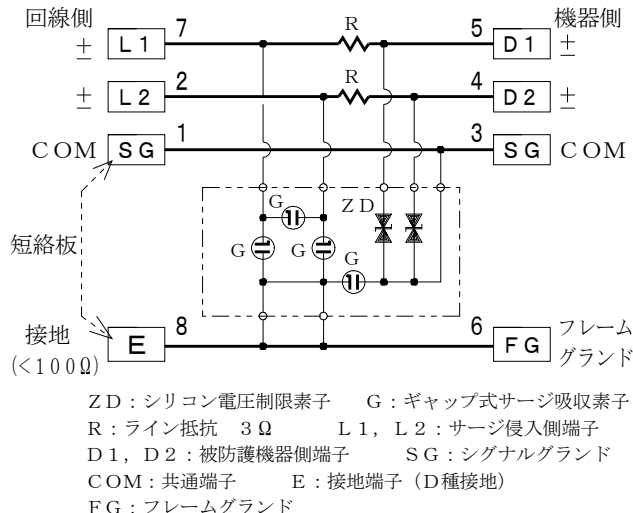 回線側 機器側
± L1 7 R 5 D1 ±
± L2 2 R 4 D2 ±
COM SG 1 3 SG COM
G ZD
短絡板 G G G
接地 E 8 6 FG フレーム
(<100Ω) グランド
ZD：シリコン電圧制限素子 G：ギャップ式サージ吸収素子
R：ライン抵抗 3Ω L1，L2：サージ侵入側端子
D1，D2：被防護機器側端子 SG：シグナルグランド
COM：共通端子 E：接地端子（D種接地）
FG：フレームグランド